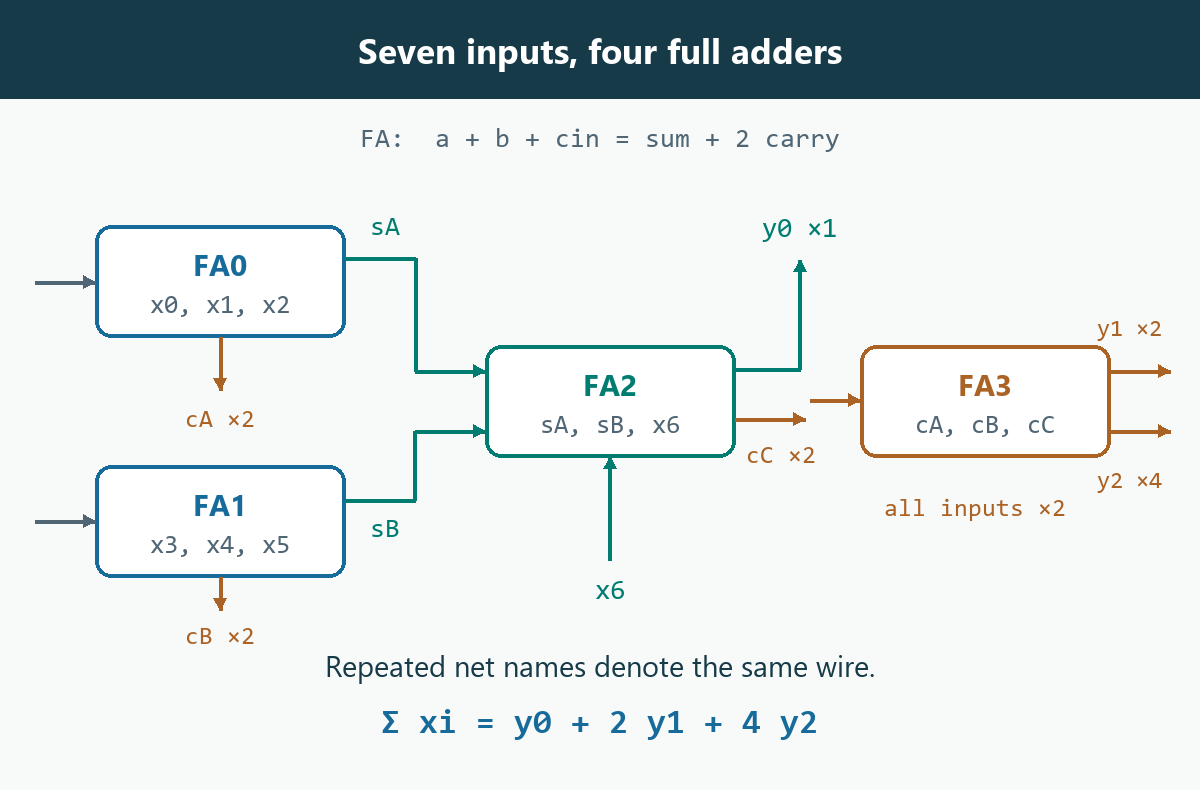 Seven inputs, four full adders
FA: a + b + cin = sum + 2 carry
sA
y0 ×1
FA0
x0, x1, x2
cA ×2
y1 ×2
FA2
sA, sB, x6
FA3
cA, cB, cC
cC ×2
y2 ×4
all inputs ×2
FA1
x3, x4, x5
sB
x6
cB ×2
Repeated net names denote the same wire.
Σ xi = y0 + 2 y1 + 4 y2